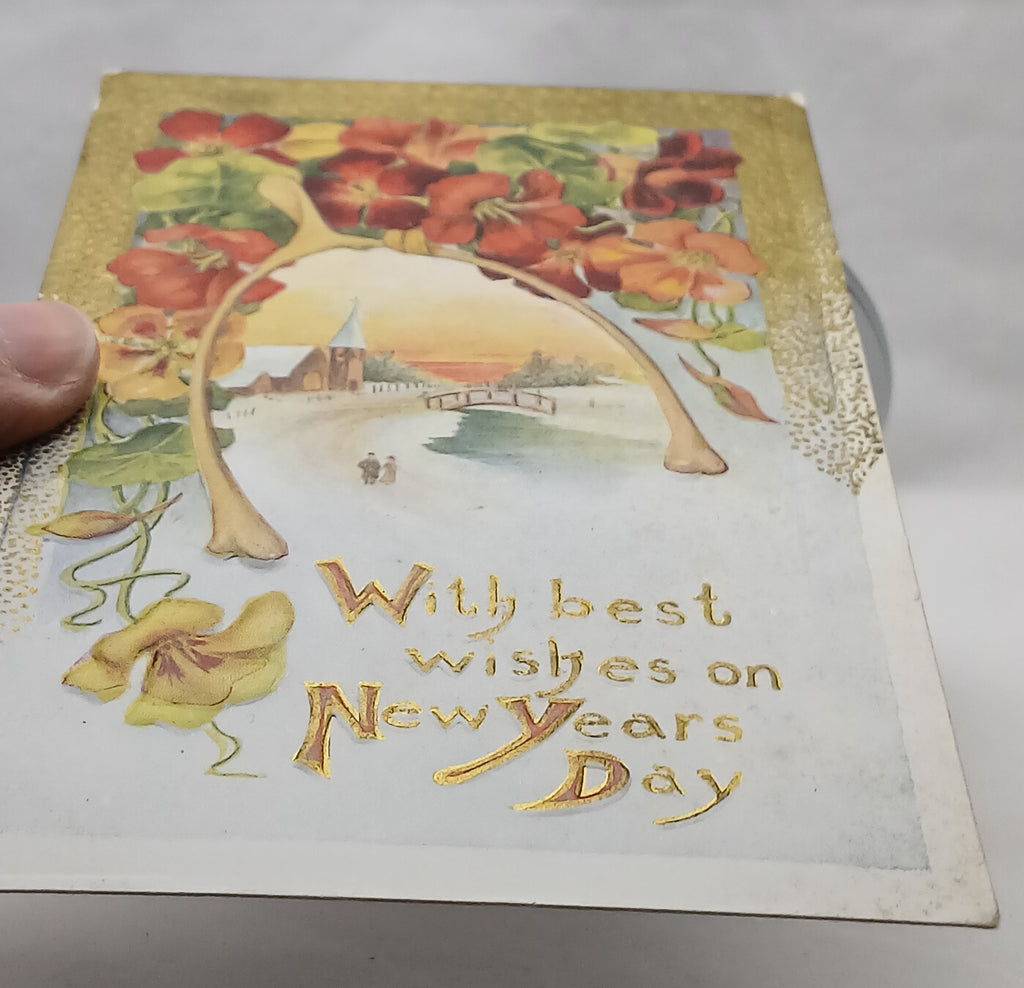 With best
wishes on
New Years
Day